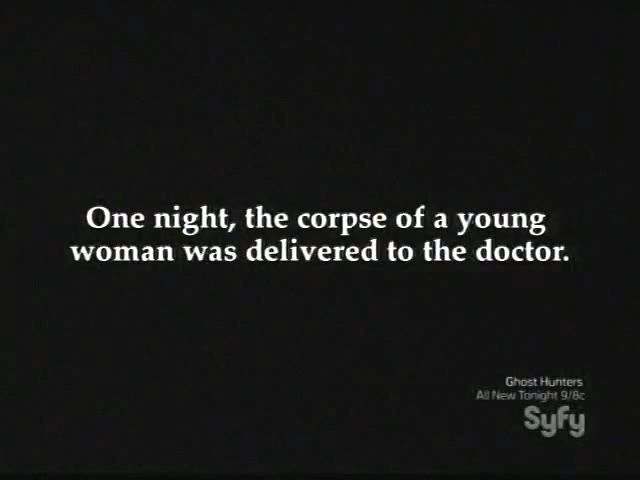 One night, the corpse of a young
woman was delivered to the doctor.
Ghost Hunters
All New Tonight 9/8c
Syfy